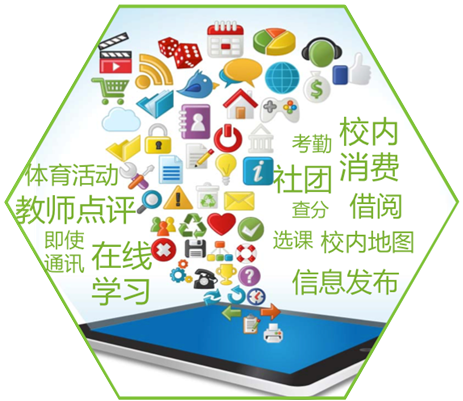 考勤
校内
消费
体育活动
社团
教师点评
查分
借阅
即使
通讯
在线
学习
选课
校内地图
信息发布